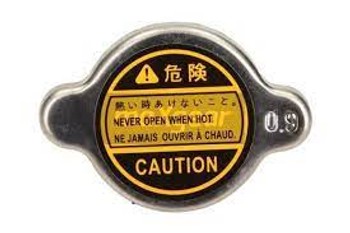 危険
熱い時あけないこと。
NEVER OPEN WHEN HOT.
NE JAMAIS OUVRIR À CHAUD.
CAUTION
0.9